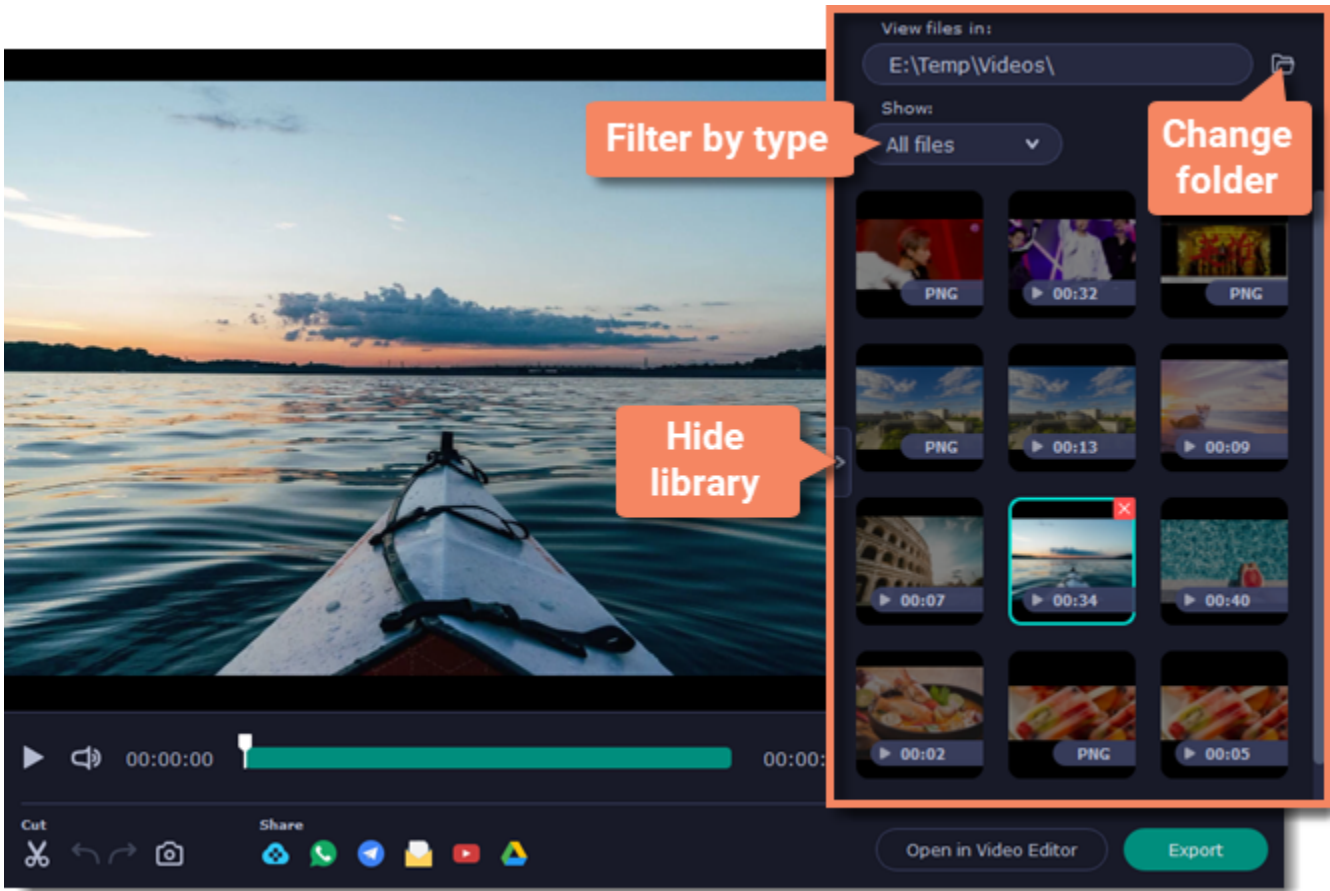 View files in:
E:\Temp\Videos\
Show:
All files
Filter by type
Change
folder
PNG
00:32
PNG
Hide
library
PNG
00:13
00:09
00:07
00:34
00:40
00:02
PNG
00:05
00:00:00
00:00:
Cut
Share
Open in Video Editor
Export